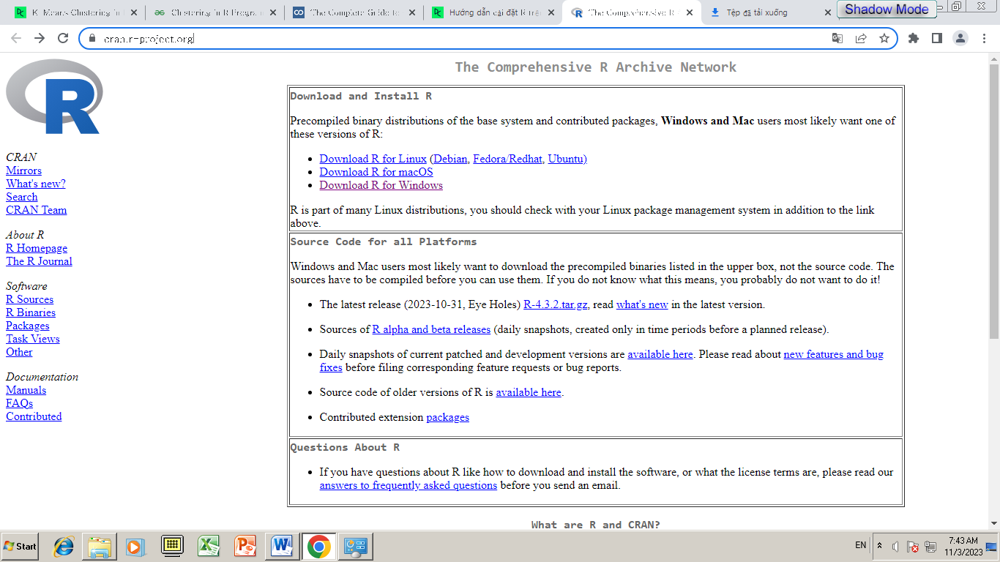 K-Means Clustering in
Clustering in R Program
The Complete Guide to
Hướng dẫn cài đặt R trên
The Comprehensive R A
Tệp đã tải xuống
Shadow Mode
cran.r-project.org
R
The Comprehensive R Archive Network
CRAN
Mirrors
What's new?
Search
CRAN Team
About R
R Homepage
The R Journal
Software
R Sources
R Binaries
Packages
Task Views
Other
Documentation
Manuals
FAQs
Contributed
Download and Install R
Precompiled binary distributions of the base system and contributed packages, Windows and Mac users most likely want one of
these versions of R:
• Download R for Linux (Debian, Fedora/Redhat, Ubuntu)
• Download R for macOS
• Download R for Windows
R is part of many Linux distributions, you should check with your Linux package management system in addition to the link
above.
Source Code for all Platforms
Windows and Mac users most likely want to download the precompiled binaries listed in the upper box, not the source code. The
sources have to be compiled before you can use them. If you do not know what this means, you probably do not want to do it!
• The latest release (2023-10-31, Eye Holes) R-4.3.2.tar.gz, read what's new in the latest version.
• Sources of R alpha and beta releases (daily snapshots, created only in time periods before a planned release).
• Daily snapshots of current patched and development versions are available here. Please read about new features and bug
fixes before filing corresponding feature requests or bug reports.
• Source code of older versions of R is available here.
• Contributed extension packages
Questions About R
• If you have questions about R like how to download and install the software, or what the license terms are, please read our
answers to frequently asked questions before you send an email.
What are R and CRAN?
Start
EN
7:43 AM
11/3/2023